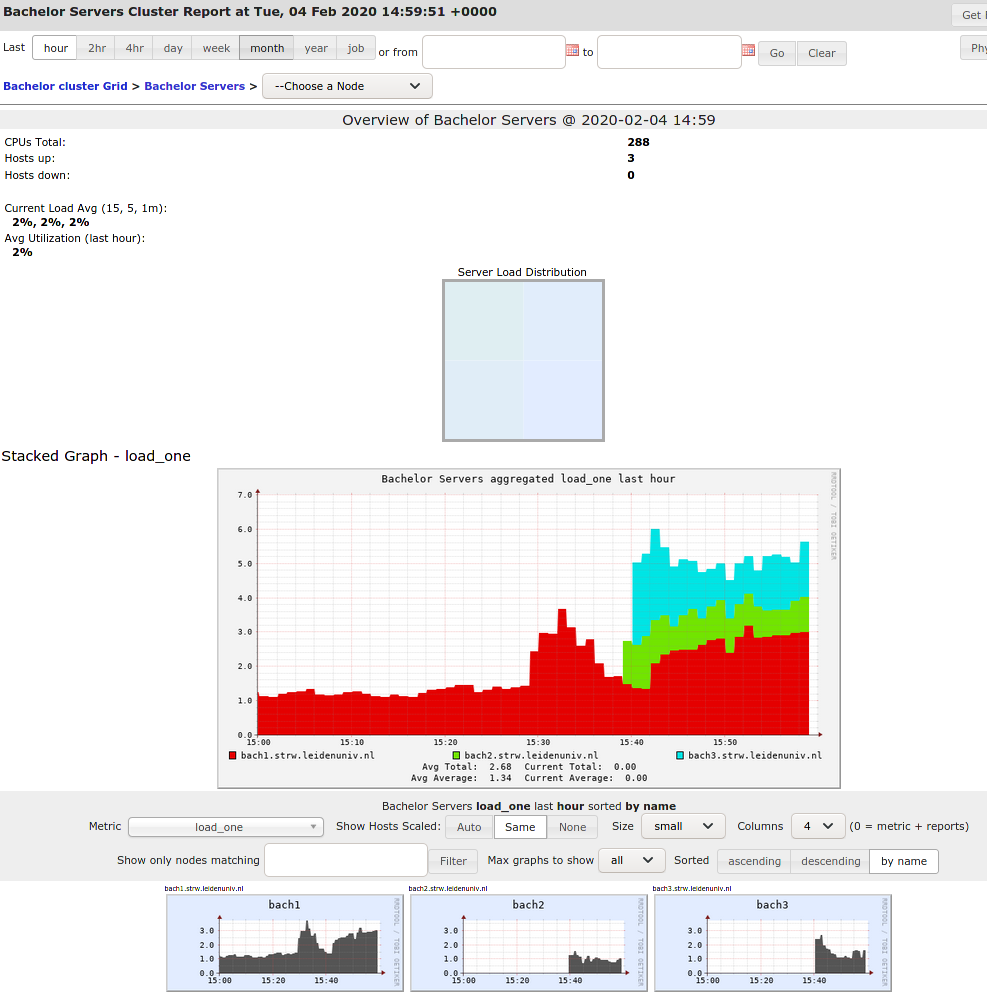 Bachelor Servers Cluster Report at Tue, 04 Feb 2020 14:59:51 +0000
Get
Last hour 2hr 4hr day week month year job or from to Go Clear
Phy
Bachelor cluster Grid > Bachelor Servers > --Choose a Node
Overview of Bachelor Servers @ 2020-02-04 14:59
CPUs Total: 288
Hosts up: 3
Hosts down: 0
Current Load Avg (15, 5, 1m):
2%, 2%, 2%
Avg Utilization (last hour):
2%
Server Load Distribution
Stacked Graph - load_one
Bachelor Servers aggregated load_one last hour
RRDTOOL / TOBI OETIKER
7.0
6.0
5.0
4.0
3.0
2.0
1.0
0.0
15:00 15:10 15:20 15:30 15:40 15:50
bach1.strw.leidenuniv.nl bach2.strw.leidenuniv.nl bach3.strw.leidenuniv.nl
Avg Total: 2.68 Current Total: 0.00
Avg Average: 1.34 Current Average: 0.00
Bachelor Servers load_one last hour sorted by name
Metric load_one Show Hosts Scaled: Auto Same None Size small Columns 4 (0 = metric + reports)
Show only nodes matching Filter Max graphs to show all Sorted ascending descending by name
bach1.strw.leidenuniv.nl bach2.strw.leidenuniv.nl bach3.strw.leidenuniv.nl
bach1
RRDTOOL / TOBI OETIKER
3.0
2.0
1.0
0.0
15:00 15:20 15:40
bach2
RRDTOOL / TOBI OETIKER
3.0
2.0
1.0
0.0
15:00 15:20 15:40
bach3
RRDTOOL / TOBI OETIKER
3.0
2.0
1.0
0.0
15:00 15:20 15:40